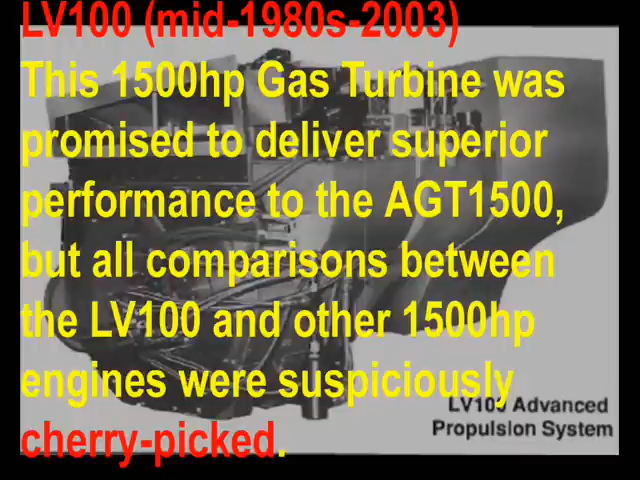 LV100 (mid-1980s-2003)
This 1500hp Gas Turbine was
promised to deliver superior
performance to the AGT1500,
but all comparisons between
the LV100 and other 1500hp
engines were suspiciously
cherry-picked.
LV100 Advanced
Propulsion System